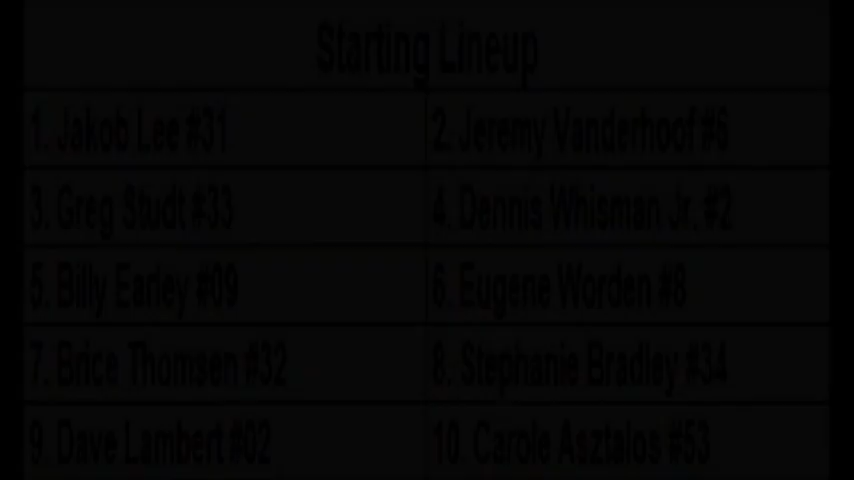 Starting Lineup
1. Jakob Lee #31
2. Jeremy Vanderhoof #6
3. Greg Studt #33
4. Dennis Whisman Jr. #2
5. Billy Earley #09
6. Eugene Worden #8
7. Brice Thomsen #32
8. Stephanie Bradley #34
9. Dave Lambert #02
10. Carole Asztalos #53